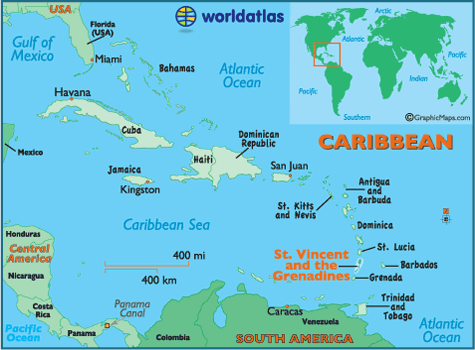 USA
worldatlas
Arctic
Florida
(USA)
Gulf of
Mexico
Miami
Atlantic
Pacific
Indian
Pacific
Southern
©GraphicMaps.com
Bahamas
Atlantic
Ocean
Havana
CARIBBEAN
Cuba
Dominican
Republic
Mexico
Haiti
San Juan
Jamaica
Kingston
Antigua
and
Barbuda
St. Kitts
and Nevis
Caribbean Sea
Dominica
N
Honduras
St. Lucia
Central
America
400 mi
St. Vincent
and the
Grenadines
Barbados
Nicaragua
400 km
Grenada
Costa
Rica
Panama
Canal
Caracas
Trinidad
and
Tobago
Atlantic
Ocean
Pacific
Ocean
Panama
Colombia
Venezuela
SOUTH AMERICA